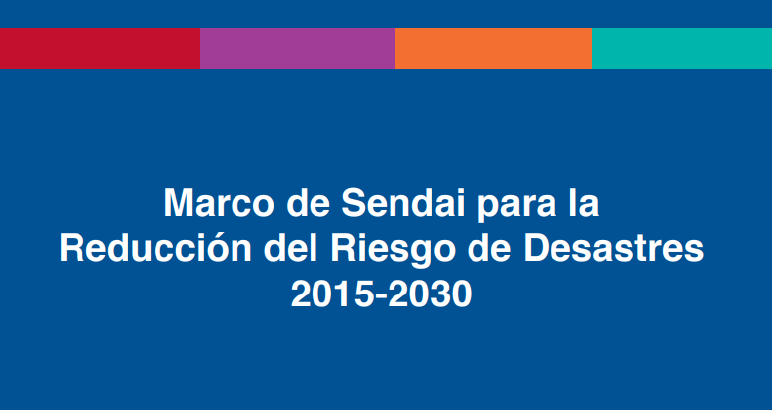 Marco de Sendai para la
Reducción del Riesgo de Desastres
2015-2030